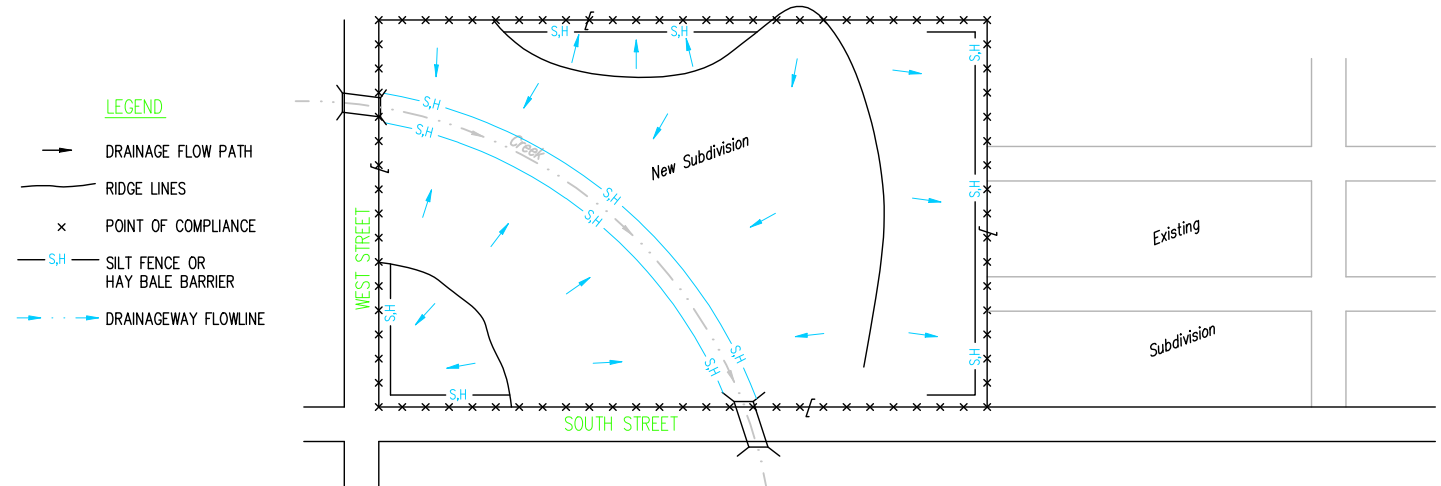 LEGEND
DRAINAGE FLOW PATH
RIDGE LINES
POINT OF COMPLIANCE
S,H
SILT FENCE OR
HAY BALE BARRIER
DRAINAGEWAY FLOWLINE
S,H
S,H
S,H
S,H
S,H
Creek
New Subdivision
S,H
S,H
S,H
WEST STREET
S,H
S,H
S,H
S,H
S,H
SOUTH STREET
Existing
Subdivision